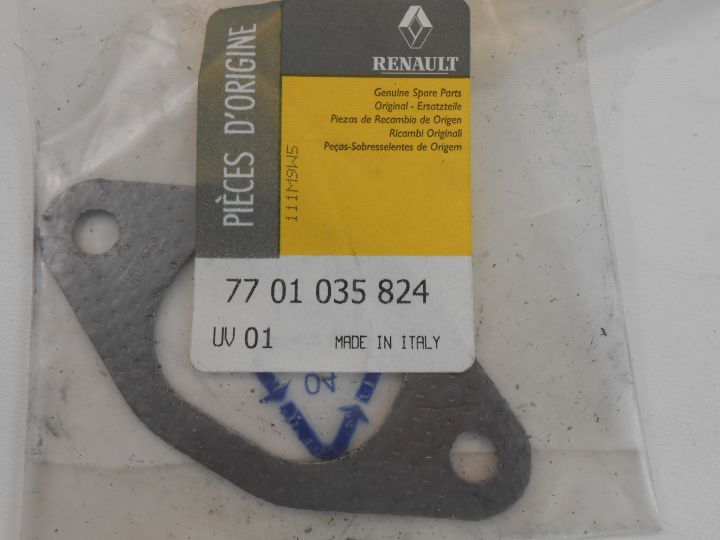 RENAULT
PIÈCES D'ORIGINE
Genuine Spare Parts
Original - Ersatzteile
Piezas de Recambio de Origen
Ricambi Originali
Peças-Sobresselentes de Origem
111M9W5
77 01 035 824
UV 01 MADE IN ITALY
04